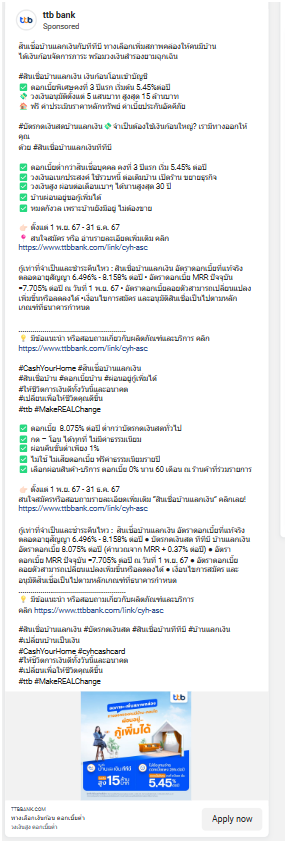 ttb bank
Sponsored
สินเชื่อบ้านแลกเงินกับทีทีบี ทางเลือกเพิ่มสภาพคล่องให้คนมีบ้าน
ได้เงินก้อนจัดการภาระ พร้อมวงเงินสำรองยามฉุกเฉิน
#สินเชื่อบ้านแลกเงิน เงินก้อนโอนเข้าบัญชี
✅ ดอกเบี้ยพิเศษคงที่ 3 ปีแรก เริ่มต้น 5.45%ต่อปี
💸 วงเงินอนุมัติตั้งแต่ 5 แสนบาท สูงสุด 15 ล้านบาท
🏠 ฟรี ค่าประเมินราคาหลักทรัพย์ ค่าเบี้ยประกันอัคคีภัย
#บัตรกดเงินสดบ้านแลกเงิน 💸 จำเป็นต้องใช้เงินก้อนใหญ่? เรามีทางออกให้
คุณ
ด้วย #สินเชื่อบ้านแลกเงินทีทีบี
✅ ดอกเบี้ยต่ำกว่าสินเชื่อบุคคล คงที่ 3 ปีแรก เริ่ม 5.45% ต่อปี
✅ วงเงินอเนกประสงค์ ใช้รวบหนี้ ต่อเติมบ้าน เปิดร้าน ขยายธุรกิจ
✅ วงเงินสูง ผ่อนต่อเดือนเบาๆ ได้นานสูงสุด 30 ปี
✅ บ้านผ่อนอยู่ขอกู้เพิ่มได้
✅ หมดกังวล เพราะบ้านยังมีอยู่ ไม่ต้องขาย
👉🏻 ตั้งแต่ 1 พ.ย. 67 - 31 ธ.ค. 67
📍 สนใจสมัคร หรือ อ่านรายละเอียดเพิ่มเติม คลิก
https://www.ttbbank.com/link/cyh-asc
กู้เท่าที่จำเป็นและชำระคืนไหว : สินเชื่อบ้านแลกเงิน อัตราดอกเบี้ยที่แท้จริง
ตลอดอายุสัญญา 6.496% - 8.158% ต่อปี • อัตราดอกเบี้ย MRR ปัจจุบัน
=7.705% ต่อปี ณ วันที่ 1 พ.ย. 67 • อัตราดอกเบี้ยลอยตัวสามารถเปลี่ยนแปลง
เพิ่มขึ้นหรือลดลงได้ •เงื่อนไขการสมัคร และอนุมัติสินเชื่อเป็นไปตามหลัก
เกณฑ์ที่ธนาคารกำหนด
💡 มีข้อแนะนำ หรือสอบถามเกี่ยวกับผลิตภัณฑ์และบริการ คลิก
https://www.ttbbank.com/link/cyh-asc
#CashYourHome #สินเชื่อบ้านแลกเงิน
#สินเชื่อบ้าน #ดอกเบี้ยบ้าน #ผ่อนอยู่กู้เพิ่มได้
#ให้ชีวิตการเงินดีทั้งวันนี้และอนาคต
#เปลี่ยนเพื่อให้ชีวิตคุณดีขึ้น
#ttb #MakeREALChange
✅ ดอกเบี้ย 8.075% ต่อปี ต่ำกว่าบัตรกดเงินสดทั่วไป
✅ กด – โอน ได้ทุกที่ ไม่มีค่าธรรมเนียม
✅ ผ่อนคืนขั้นต่ำเพียง 1%
✅ ไม่ใช้ ไม่เสียดอกเบี้ย ฟรีค่าธรรมเนียมรายปี
✅ เลือกผ่อนสินค้า-บริการ ดอกเบี้ย 0% นาน 60 เดือน ณ ร้านค้าที่ร่วมรายการ
👉🏻 ตั้งแต่ 1 พ.ย. 67 - 31 ธ.ค. 67
สนใจสมัครหรือสอบถามรายละเอียดเพิ่มเติม "สินเชื่อบ้านแลกเงิน" คลิกเลย!
https://www.ttbbank.com/link/cyh-asc
กู้เท่าที่จำเป็นและชำระคืนไหว : สินเชื่อบ้านแลกเงิน อัตราดอกเบี้ยที่แท้จริง
ตลอดอายุสัญญา 6.496% - 8.158% ต่อปี ● บัตรกดเงินสด ทีทีบี บ้านแลกเงิน
อัตราดอกเบี้ย 8.075% ต่อปี (คำนวณจาก MRR + 0.37% ต่อปี) ● อัตรา
ดอกเบี้ย MRR ปัจจุบัน =7.705% ต่อปี ณ วันที่ 1 พ.ย. 67 ● อัตราดอกเบี้ย
ลอยตัวสามารถเปลี่ยนแปลงเพิ่มขึ้นหรือลดลงได้ ● เงื่อนไขการสมัคร และ
อนุมัติสินเชื่อเป็นไปตามหลักเกณฑ์ที่ธนาคารกำหนด
💡 มีข้อแนะนำ หรือสอบถามเกี่ยวกับผลิตภัณฑ์และบริการ
คลิก https://www.ttbbank.com/link/cyh-asc
#สินเชื่อบ้านแลกเงิน #บัตรกดเงินสด #สินเชื่อบ้านทีทีบี #บ้านแลกเงิน
#เปลี่ยนบ้านเป็นเงิน
#CashYourHome #cyhcashcard
#ให้ชีวิตการเงินดีทั้งวันนี้และอนาคต
#เปลี่ยนเพื่อให้ชีวิตคุณดีขึ้น
#ttb #MakeREALChange
ttb
ผ่อนอยู่..
กู้เพิ่มได้
สูงสุด 15 ล้าน
5.45%
TTBBANK.COM
ทางเลือกเงินก้อน ดอกเบี้ยต่ำ
วงเงินสูง ดอกเบี้ยต่ำ
Apply now